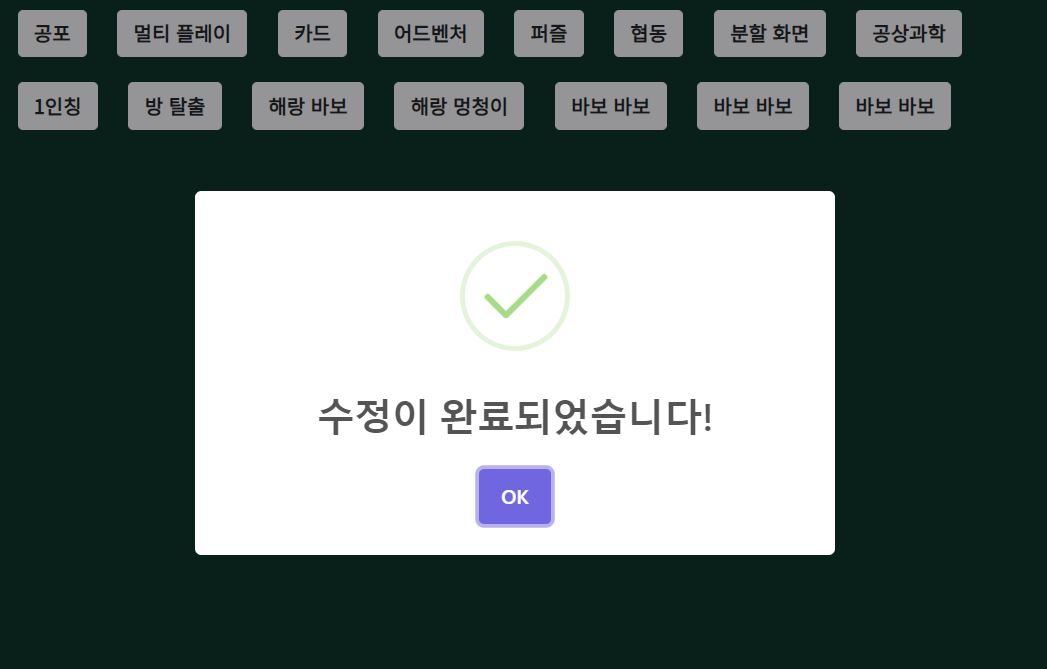 공포 멀티 플레이 카드 어드벤처 퍼즐 협동 분할 화면 공상과학
1인칭 방 탈출 해랑 바보 해랑 멍청이 바보 바보 바보 바보 바보 바보
수정이 완료되었습니다!
OK